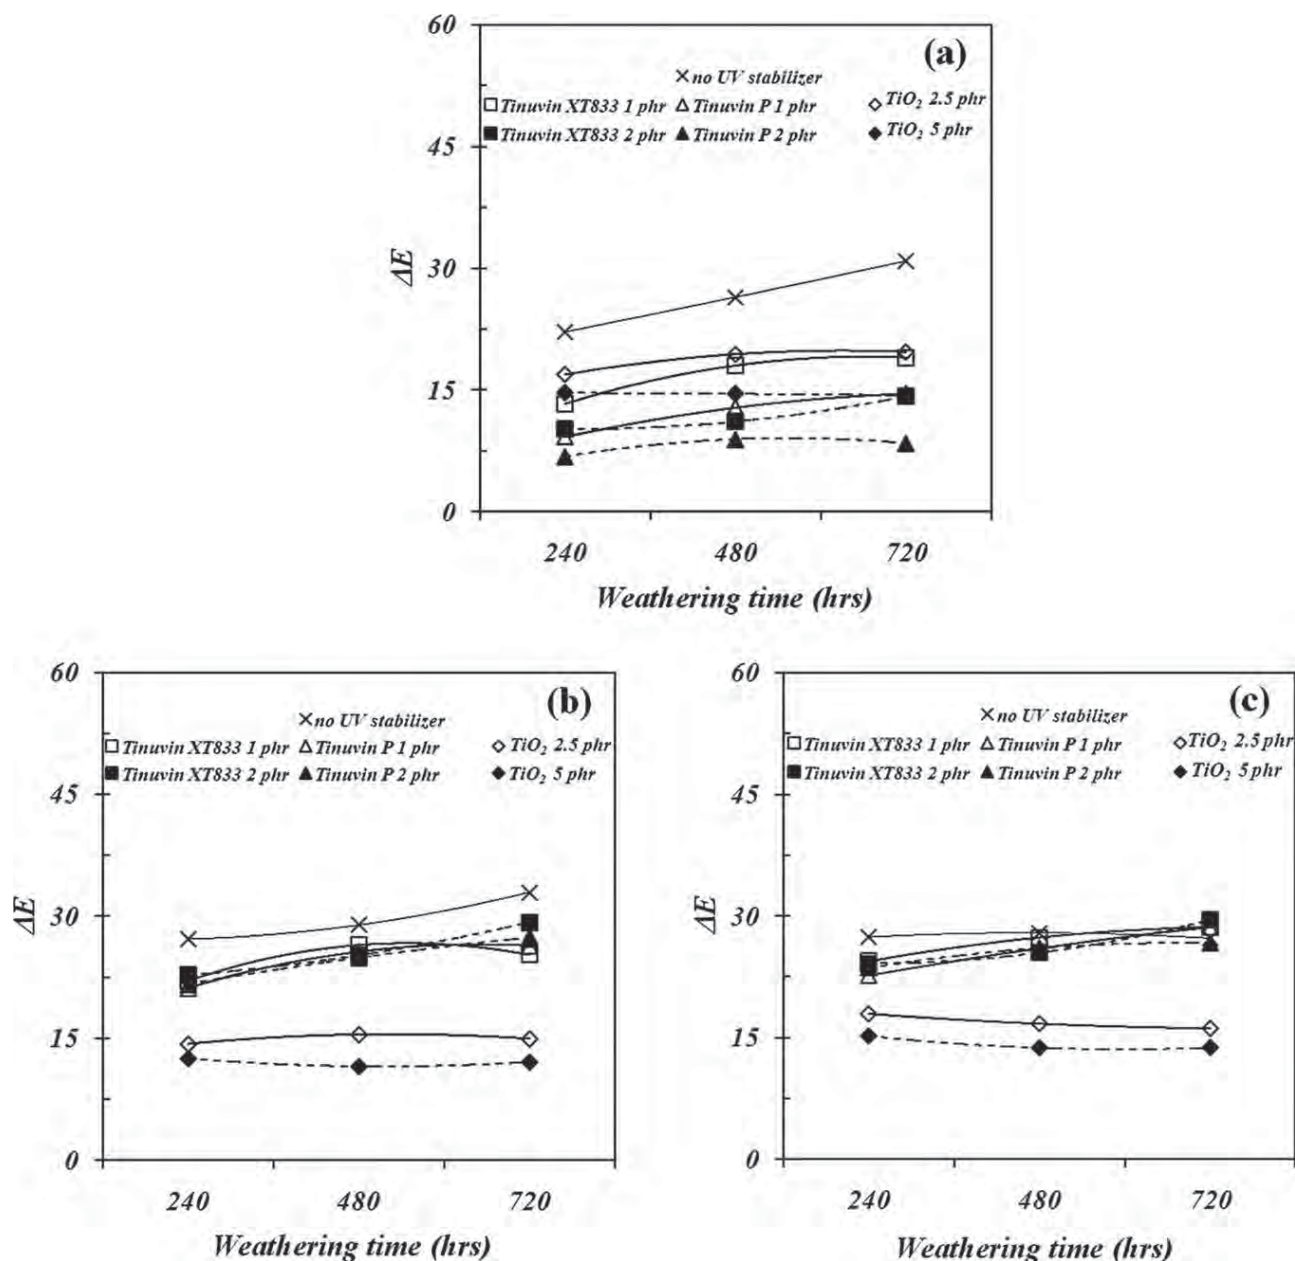 60
(a)
no UV stabilizer
Tinuvin XT833 1 phr Tinuvin P 1 phr TiO₂ 2.5 phr
Tinuvin XT833 2 phr Tinuvin P 2 phr TiO₂ 5 phr
45
ΔE
30
15
0
240 480 720
Weathering time (hrs)
60
(b)
no UV stabilizer
Tinuvin XT833 1 phr Tinuvin P 1 phr TiO₂ 2.5 phr
Tinuvin XT833 2 phr Tinuvin P 2 phr TiO₂ 5 phr
45
ΔE
30
15
0
240 480 720
Weathering time (hrs)
60
(c)
no UV stabilizer
Tinuvin XT833 1 phr Tinuvin P 1 phr TiO₂ 2.5 phr
Tinuvin XT833 2 phr Tinuvin P 2 phr TiO₂ 5 phr
45
ΔE
30
15
0
240 480 720
Weathering time (hrs)